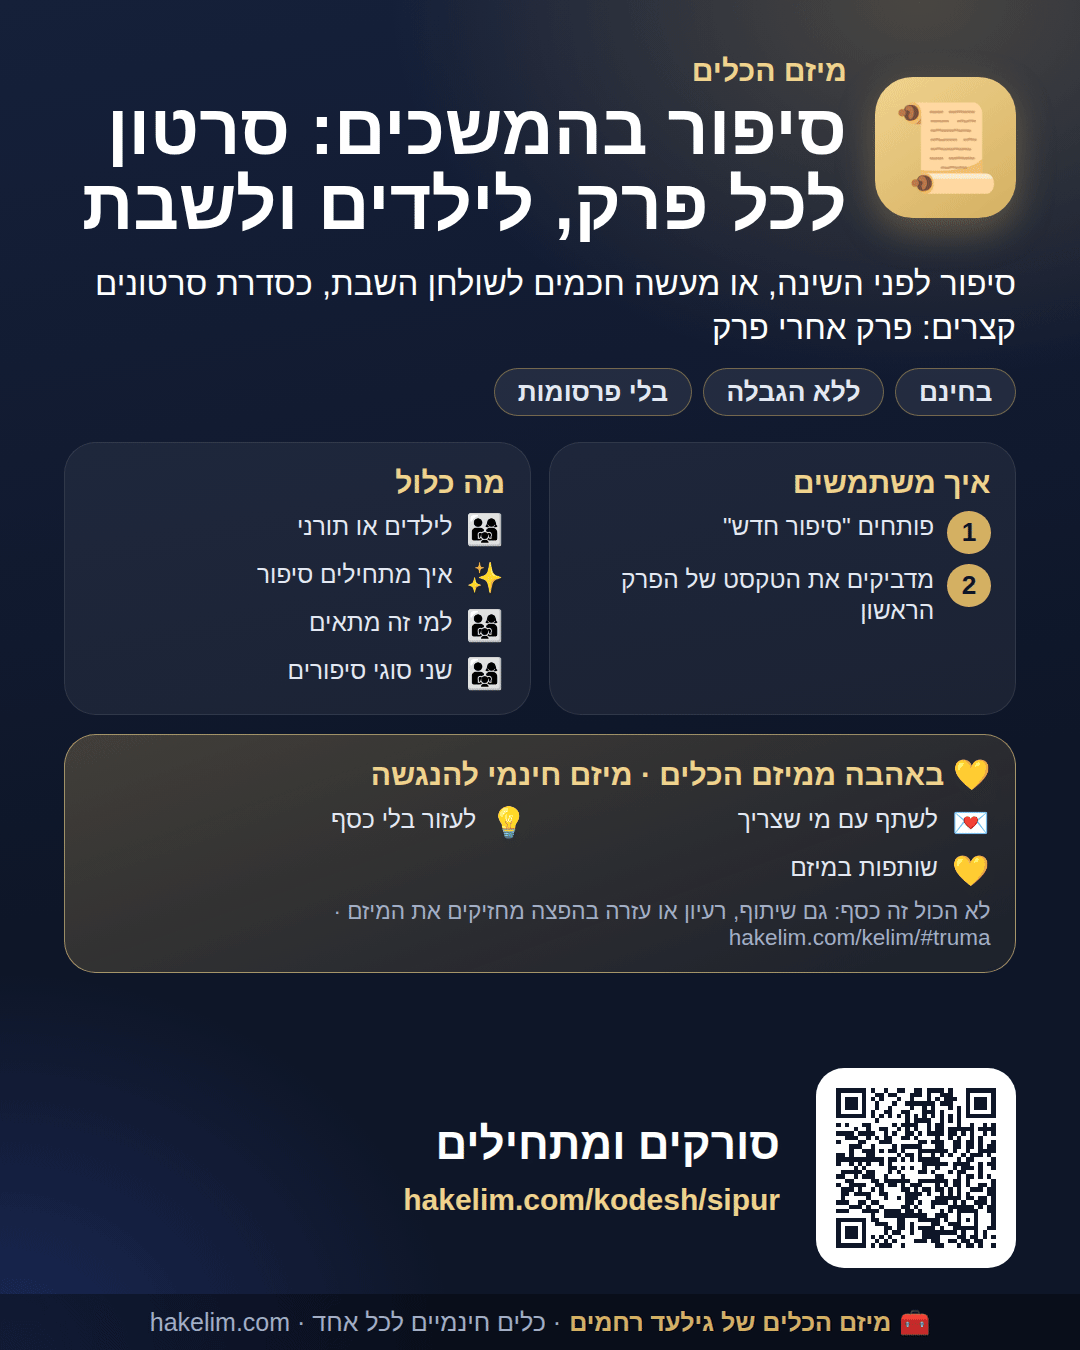 מיזם הכלים
סיפור בהמשכים: סרטון
לכל פרק, לילדים ולשבת
סיפור לפני השינה, או מעשה חכמים לשולחן השבת, כסדרת סרטונים
קצרים: פרק אחרי פרק
בחינם
ללא הגבלה
בלי פרסומות
איך משתמשים
1 פותחים "סיפור חדש"
2 מדביקים את הטקסט של הפרק
הראשון
מה כלול
לילדים או תורני
איך מתחילים סיפור
למי זה מתאים
שני סוגי סיפורים
באהבה ממיזם הכלים · מיזם חינמי להנגשה
לשתף עם מי שצריך
לעזור בלי כסף
שותפות במיזם
לא הכול זה כסף: גם שיתוף, רעיון או עזרה בהפצה מחזיקים את המיזם ·
hakelim.com/kelim/#truma
סורקים ומתחילים
hakelim.com/kodesh/sipur
מיזם הכלים של גילעד רחמים · כלים חינמיים לכל אחד · hakelim.com